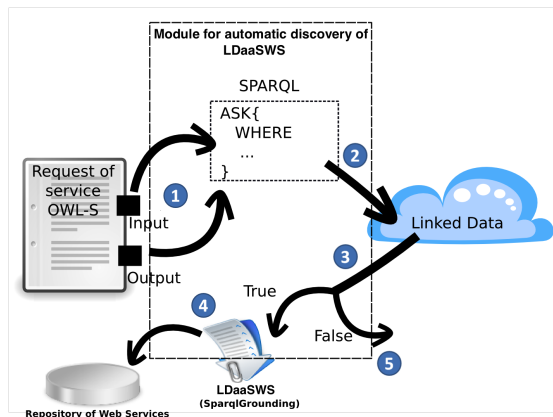 Module for automatic discovery of
LDaaSWS
SPARQL
ASK{
WHERE
...
}
Request of
service
OWL-S
Input
Output
1
2
Linked Data
3
True
False
4
5
LDaaSWS
(SparqlGrounding)
Repository of Web Services